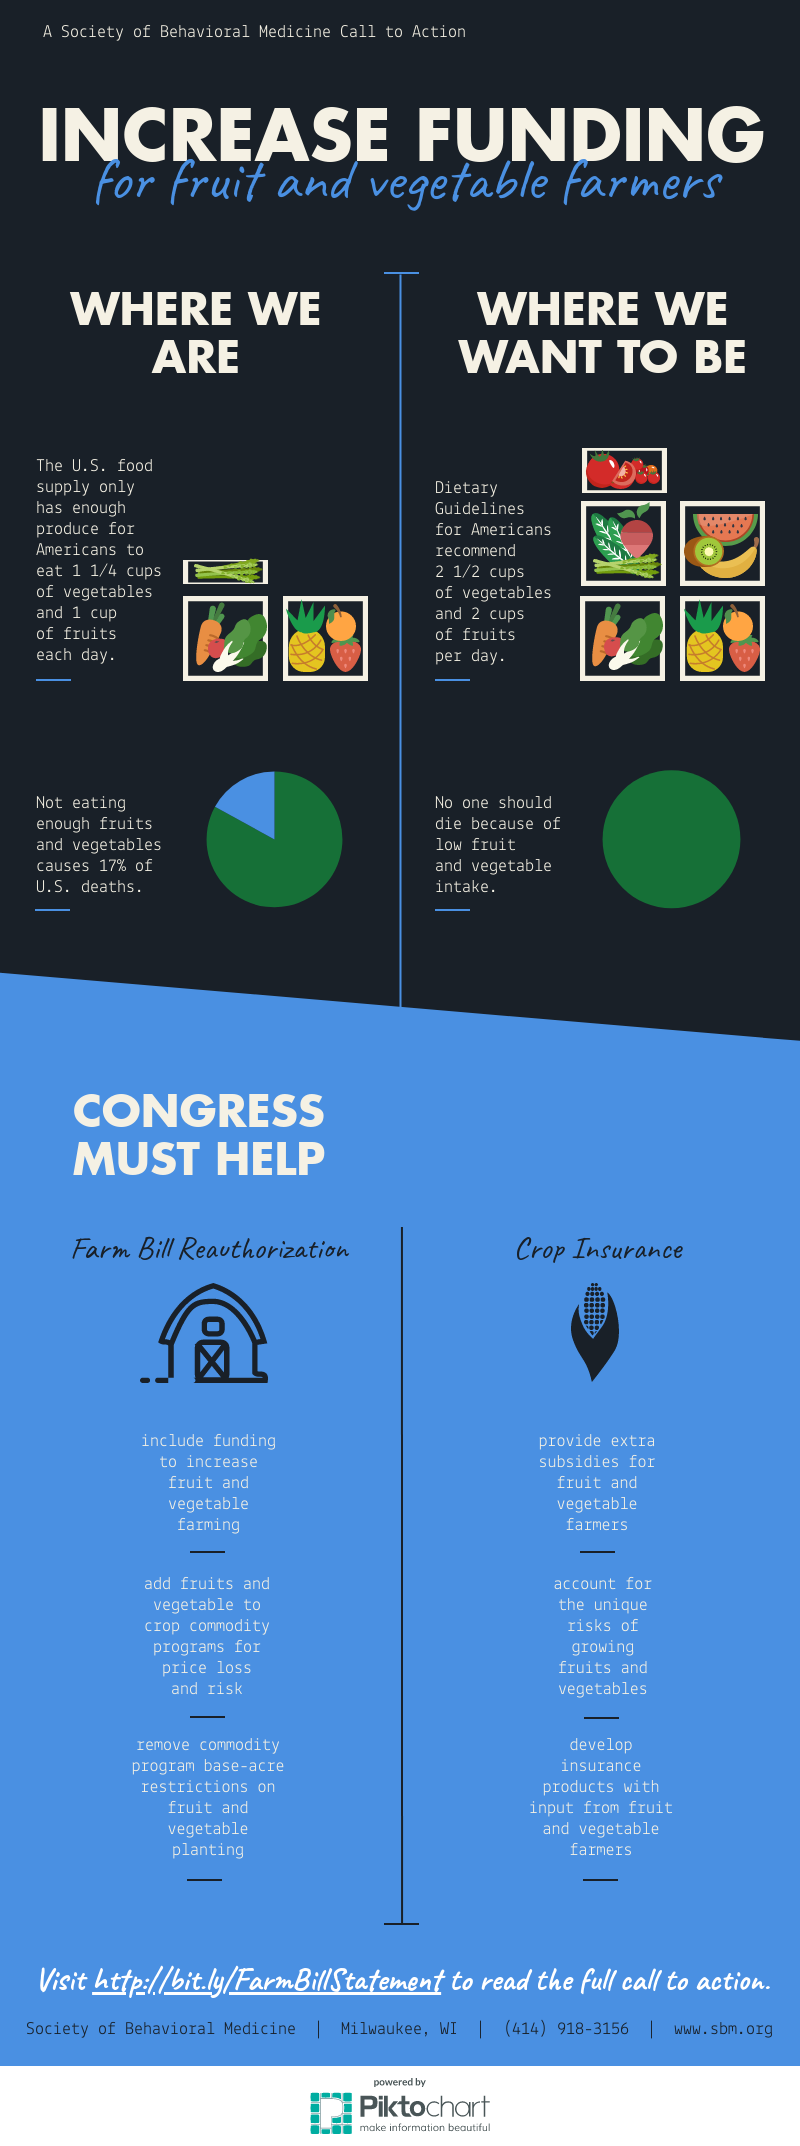 A Society of Behavioral Medicine Call to Action
INCREASE FUNDING
for fruit and vegetable farmers
WHERE WE
ARE
The U.S. food
supply only
has enough
produce for
Americans to
eat 1 1/4 cups
of vegetables
and 1 cup
of fruits
each day.
Not eating
enough fruits
and vegetables
causes 17% of
U.S. deaths.
WHERE WE
WANT TO BE
Dietary
Guidelines
for Americans
recommend
2 1/2 cups
of vegetables
and 2 cups
of fruits
per day.
No one should
die because of
low fruit
and vegetable
intake.
CONGRESS
MUST HELP
Farm Bill Reauthorization
include funding
to increase
fruit and
vegetable
farming
add fruits and
vegetable to
crop commodity
programs for
price loss
and risk
remove commodity
program base-acre
restrictions on
fruit and
vegetable
planting
Crop Insurance
provide extra
subsidies for
fruit and
vegetable
farmers
account for
the unique
risks of
growing
fruits and
vegetables
develop
insurance
products with
input from fruit
and vegetable
farmers
Visit http://bit.ly/FarmBillStatement to read the full call to action.
Society of Behavioral Medicine | Milwaukee, WI | (414) 918-3156 | www.sbm.org
powered by
Piktochart
make information beautiful